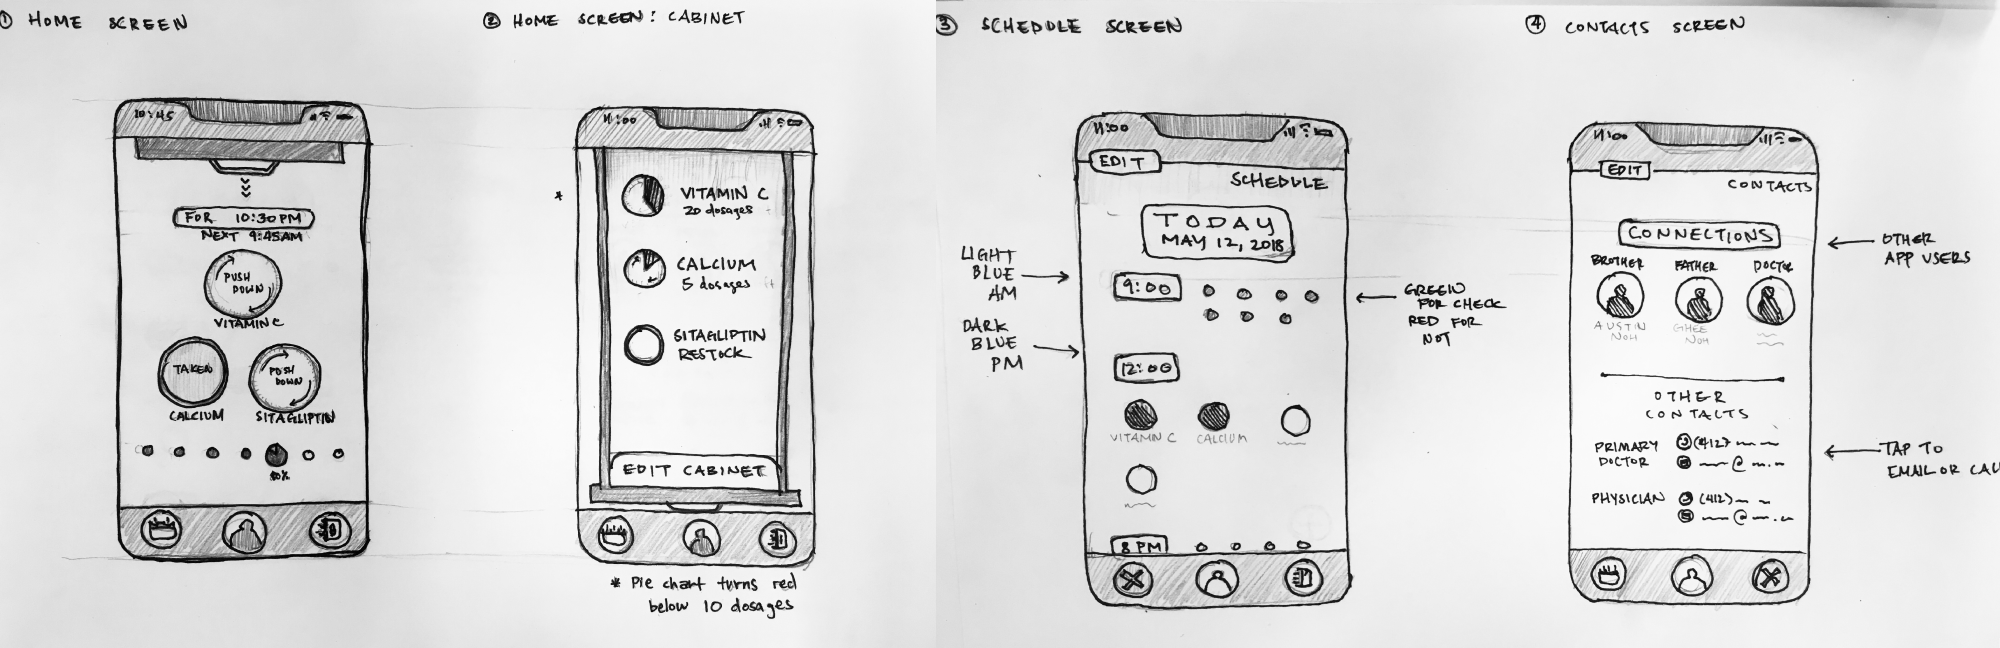 ① HOME SCREEN
10:45
FOR 10:30 PM
NEXT 9:45AM
PUSH
DOWN
VITAMIN C
TAKEN
CALCIUM
PUSH
DOWN
SITAGLIPTIN
② HOME SCREEN: CABINET
11:00
*
VITAMIN C
20 dosages
CALCIUM
5 dosages
SITAGLIPTIN
RESTOCK
EDIT CABINET
* Pie chart turns red
below 10 dosages
③ SCHEDULE SCREEN
11:00
EDIT
SCHEDULE
TODAY
MAY 12, 2018
LIGHT
BLUE
AM
DARK
BLUE
PM
9:00
GREEN
FOR CHECK
RED FOR
NOT
12:00
VITAMIN C
CALCIUM
8 PM
④ CONTACTS SCREEN
11:00
EDIT
CONTACTS
CONNECTIONS
OTHER
APP USERS
BROTHER FATHER DOCTOR
AUSTIN
NOH
GHEE
NOH
OTHER
CONTACTS
PRIMARY
DOCTOR
(412)
@
PHYSICIAN
(412)
@
TAP TO
EMAIL OR CAL